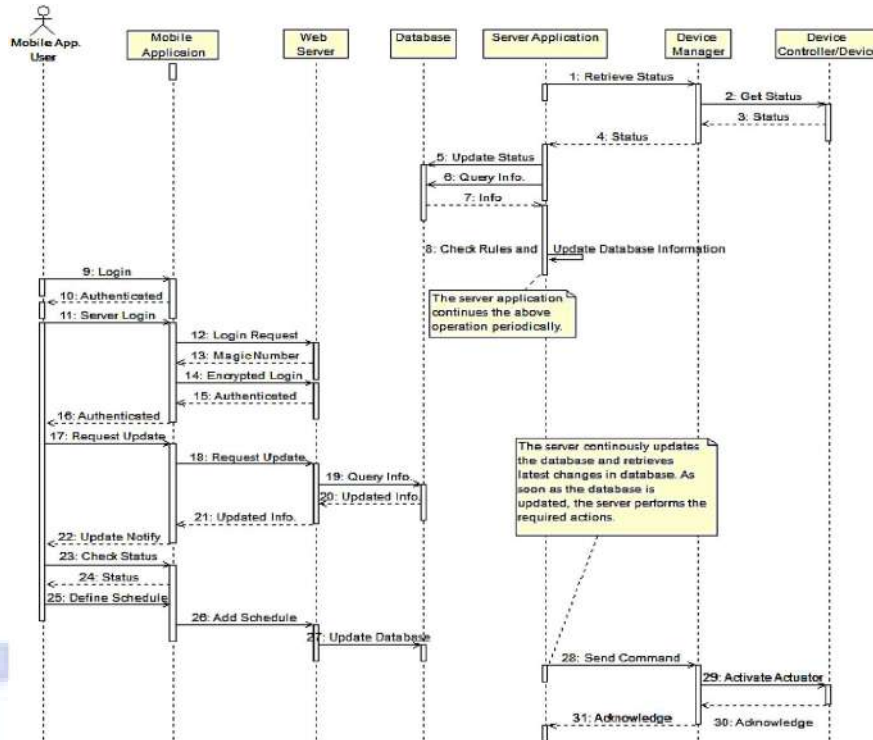 Mobile App.
User
Mobile
Applicaion
Web
Server
Database
Server Application
Device
Manager
Device
Controller/Device
1: Retrieve Status
2: Get Status
3: Status
4: Status
5: Update Status
6: Query Info.
7: Info
8: Check Rules and Update Database Information
9: Login
10: Authenticated
The server application
continues the above
operation periodically.
11: Server Login
12: Login Request
13: Magic Number
14: Encrypted Login
15: Authenticated
16: Authenticated
17: Request Update
18: Request Update
19: Query Info.
20: Updated Info.
21: Updated Info.
22: Update Notify
The server continously updates
the database and retrieves
latest changes in database. As
soon as the database is
updated, the server performs the
required actions.
23: Check Status
24: Status
25: Define Schedule
26: Add Schedule
27: Update Database
28: Send Command
29: Activate Actuator
31: Acknowledge
30: Acknowledge